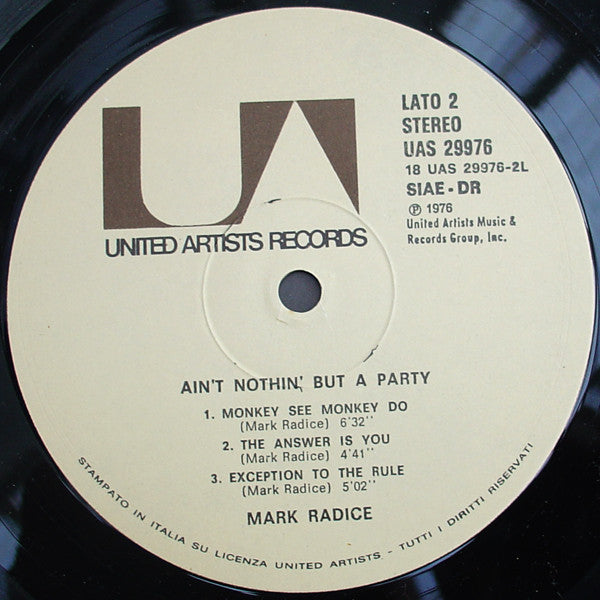 UA
UNITED ARTISTS RECORDS
LATO 2
STEREO
UAS 29976
18 UAS 29976-2L
SIAE - DR
℗ 1976
United Artists Music &
Records Group, Inc.
AIN'T NOTHIN' BUT A PARTY
1. MONKEY SEE MONKEY DO
(Mark Radice) 6'32''
2. THE ANSWER IS YOU
(Mark Radice) 4'41''
3. EXCEPTION TO THE RULE
(Mark Radice) 5'02''
MARK RADICE
STAMPATO IN ITALIA SU LICENZA UNITED ARTISTS - TUTTI I DIRITTI RISERVATI